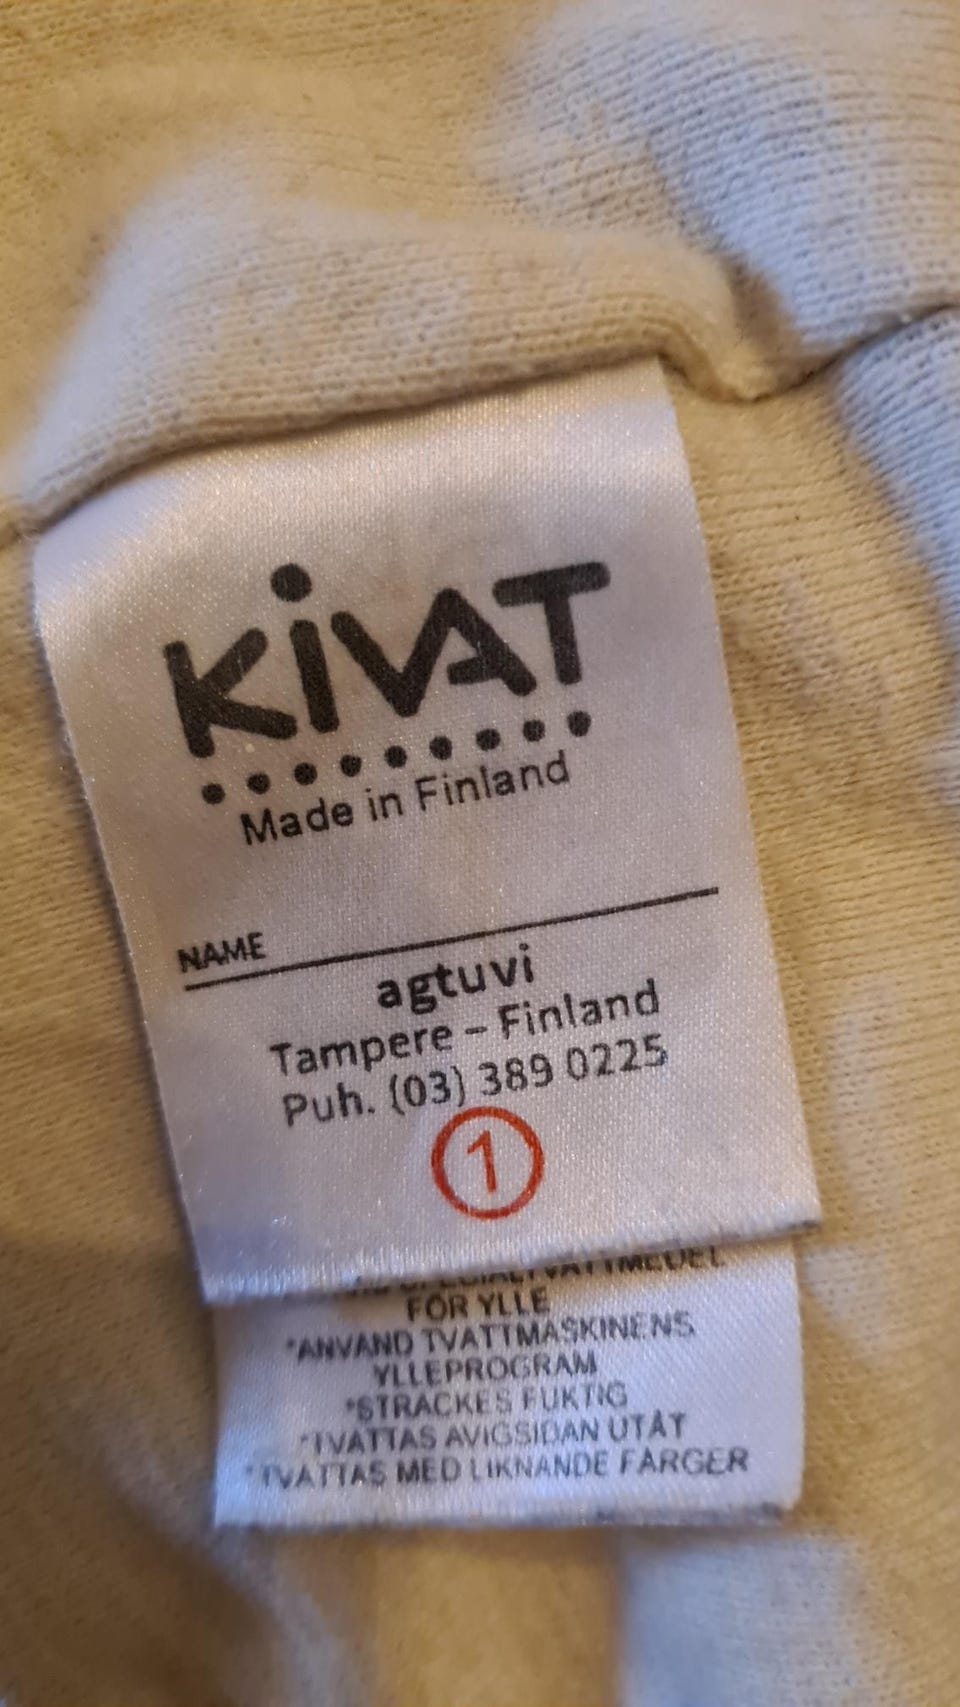 KiVAT
Made in Finland
NAME
agtuvi
Tampere – Finland
Puh. (03) 389 0225
1
SPECIALTVÄTTMEDEL
FÖR YLLE
*ANVÄND TVÄTTMASKINENS
YLLEPROGRAM
*STRÄCKES FUKTIG
*TVÄTTAS AVIGSIDAN UTÅT
*TVÄTTAS MED LIKNANDE FÄRGER